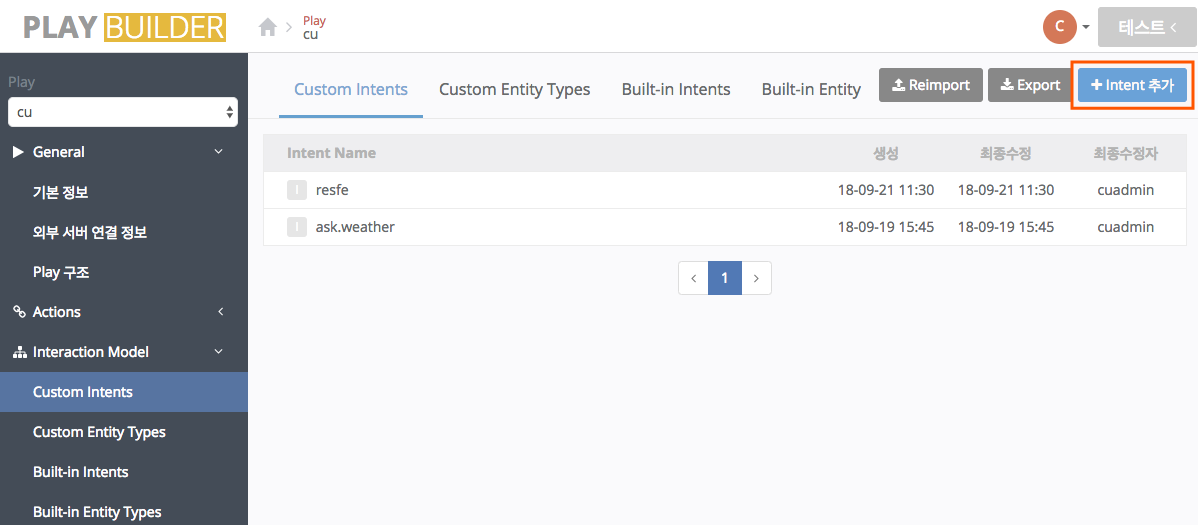 PLAY BUILDER
Play
cu
C
테스트
Play
cu
General
기본 정보
외부 서버 연결 정보
Play 구조
Actions
Interaction Model
Custom Intents
Custom Entity Types
Built-in Intents
Built-in Entity Types
Custom Intents Custom Entity Types Built-in Intents Built-in Entity Reimport Export Intent 추가
Intent Name 생성 최종수정 최종수정자
I resfe 18-09-21 11:30 18-09-21 11:30 cuadmin
I ask.weather 18-09-19 15:45 18-09-19 15:45 cuadmin
1